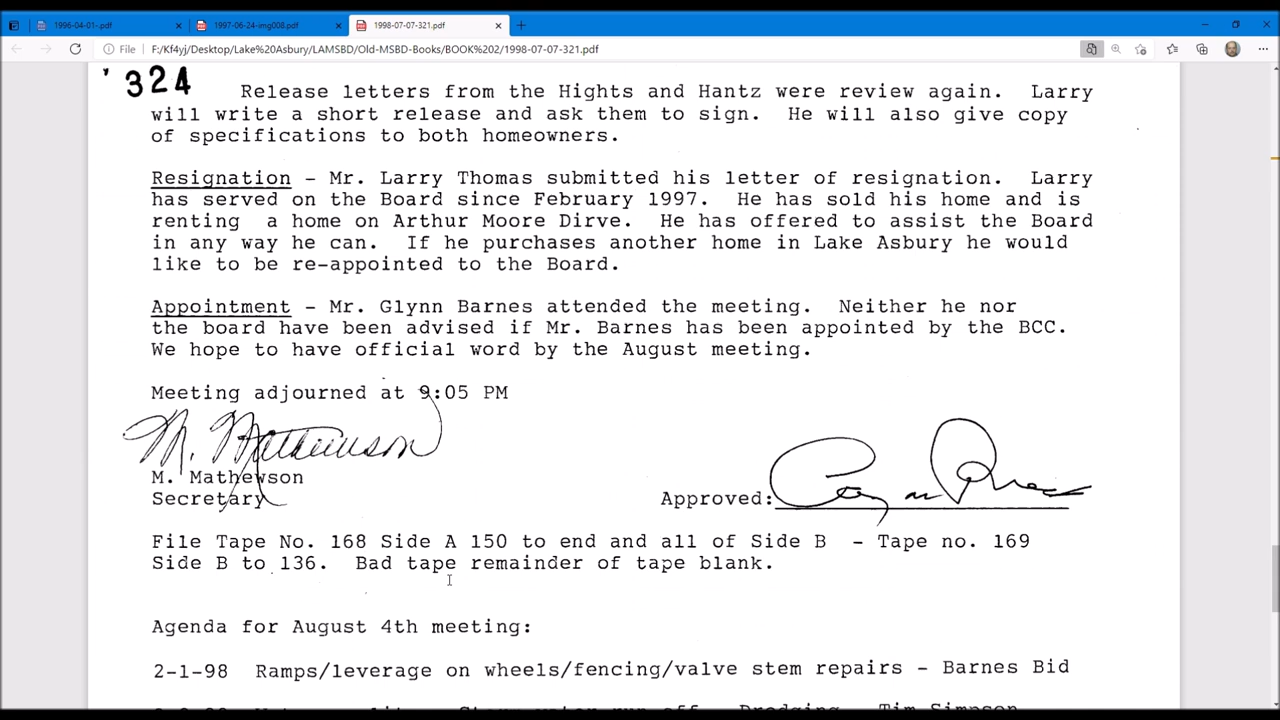 1996-04-01-.pdf
1997-06-24-img008.pdf
1998-07-07-321.pdf
File F:/Kf4yj/Desktop/Lake%20Asbury/LAMSBD/Old-MSBD-Books/BOOK%202/1998-07-07-321.pdf
324
Release letters from the Hights and Hantz were review again. Larry
will write a short release and ask them to sign. He will also give copy
of specifications to both homeowners.
Resignation - Mr. Larry Thomas submitted his letter of resignation. Larry
has served on the Board since February 1997. He has sold his home and is
renting a home on Arthur Moore Dirve. He has offered to assist the Board
in any way he can. If he purchases another home in Lake Asbury he would
like to be re-appointed to the Board.
Appointment - Mr. Glynn Barnes attended the meeting. Neither he nor
the board have been advised if Mr. Barnes has been appointed by the BCC.
We hope to have official word by the August meeting.
Meeting adjourned at 9:05 PM
M. Mathewson
M. Mathewson
Secretary
Approved:
File Tape No. 168 Side A 150 to end and all of Side B - Tape no. 169
Side B to 136. Bad tape remainder of tape blank.
Agenda for August 4th meeting:
2-1-98 Ramps/leverage on wheels/fencing/valve stem repairs - Barnes Bid